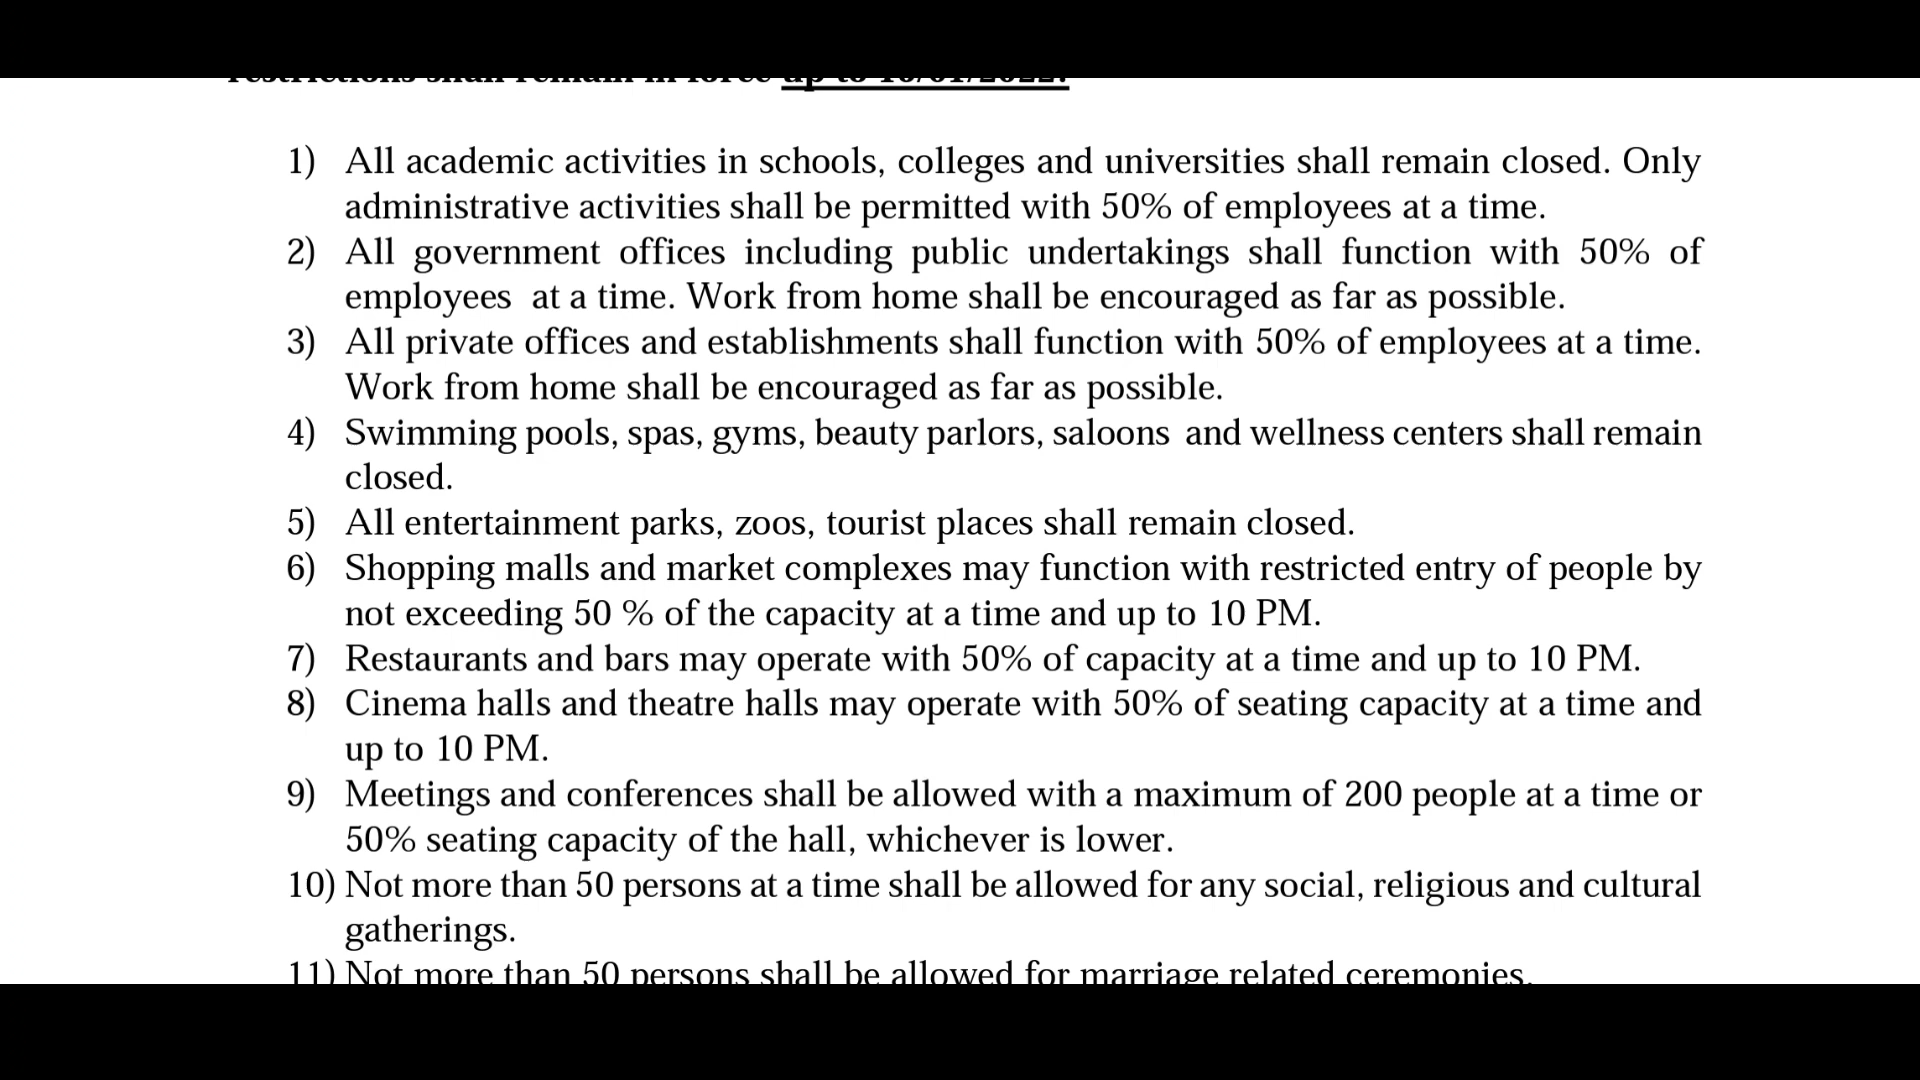 restrictions shall remain in force up to
1) All academic activities in schools, colleges and universities shall remain closed. Only
administrative activities shall be permitted with 50% of employees at a time.
2) All government offices including public undertakings shall function with 50% of
employees at a time. Work from home shall be encouraged as far as possible.
3) All private offices and establishments shall function with 50% of employees at a time.
Work from home shall be encouraged as far as possible.
4) Swimming pools, spas, gyms, beauty parlors, saloons and wellness centers shall remain
closed.
5) All entertainment parks, zoos, tourist places shall remain closed.
6) Shopping malls and market complexes may function with restricted entry of people by
not exceeding 50 % of the capacity at a time and up to 10 PM.
7) Restaurants and bars may operate with 50% of capacity at a time and up to 10 PM.
8) Cinema halls and theatre halls may operate with 50% of seating capacity at a time and
up to 10 PM.
9) Meetings and conferences shall be allowed with a maximum of 200 people at a time or
50% seating capacity of the hall, whichever is lower.
10) Not more than 50 persons at a time shall be allowed for any social, religious and cultural
gatherings.
11) Not more than 50 persons shall be allowed for marriage related ceremonies.